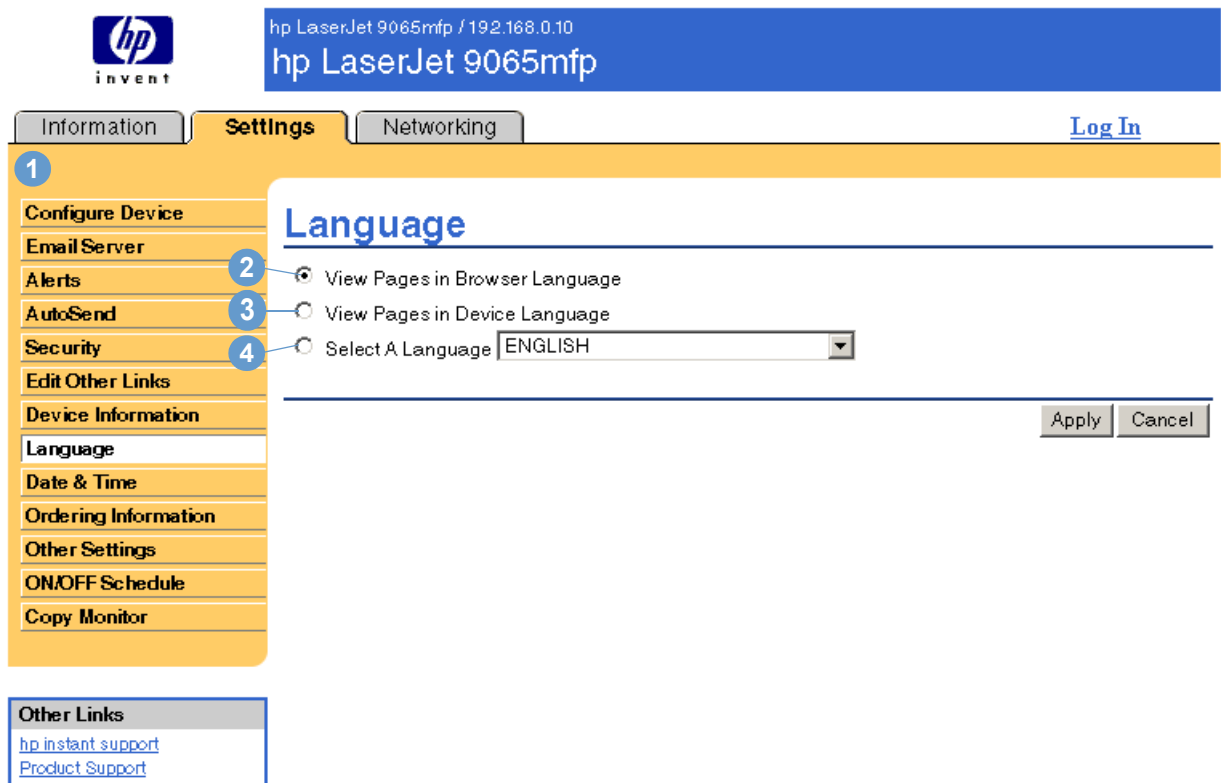 hp
invent
hp LaserJet 9065mfp / 192.168.0.10
hp LaserJet 9065mfp
Information Settings Networking Log In
1
Configure Device
Email Server
Alerts
AutoSend
Security
Edit Other Links
Device Information
Language
Date & Time
Ordering Information
Other Settings
ON/OFF Schedule
Copy Monitor
Language
2 View Pages in Browser Language
3 View Pages in Device Language
4 Select A Language ENGLISH
Apply Cancel
Other Links
hp instant support
Product Support